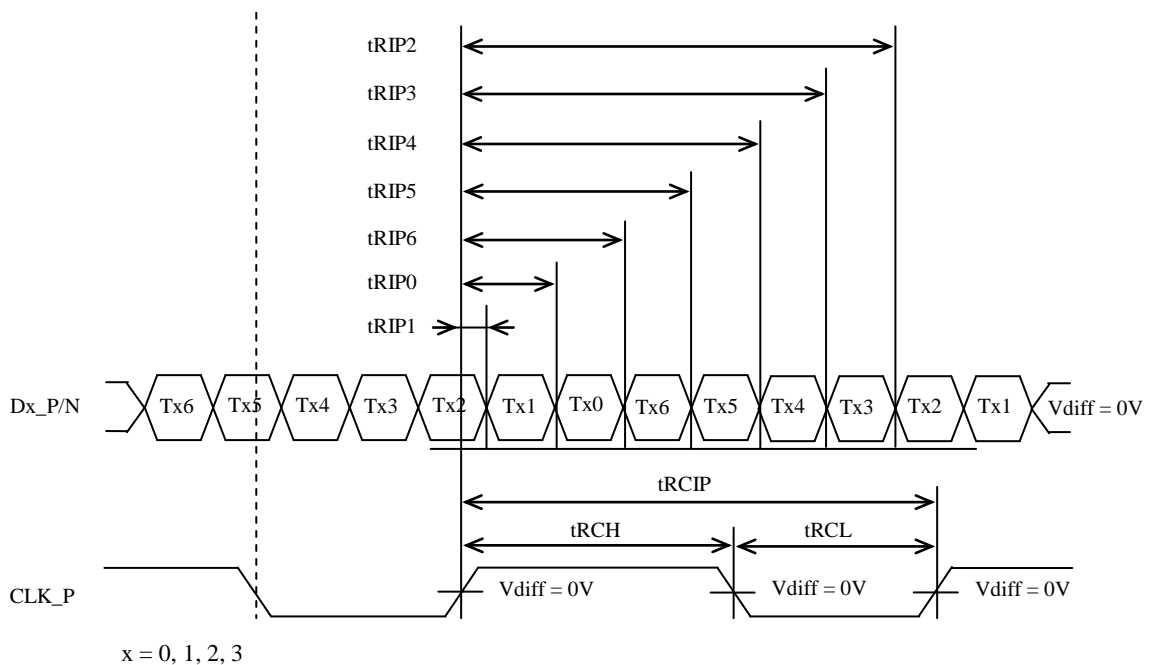 tRIP2
tRIP3
tRIP4
tRIP5
tRIP6
tRIP0
tRIP1
Dx_P/N Tx6 Tx5 Tx4 Tx3 Tx2 Tx1 Tx0 Tx6 Tx5 Tx4 Tx3 Tx2 Tx1 Vdiff = 0V
tRCIP
tRCH tRCL
CLK_P Vdiff = 0V Vdiff = 0V Vdiff = 0V
x = 0, 1, 2, 3